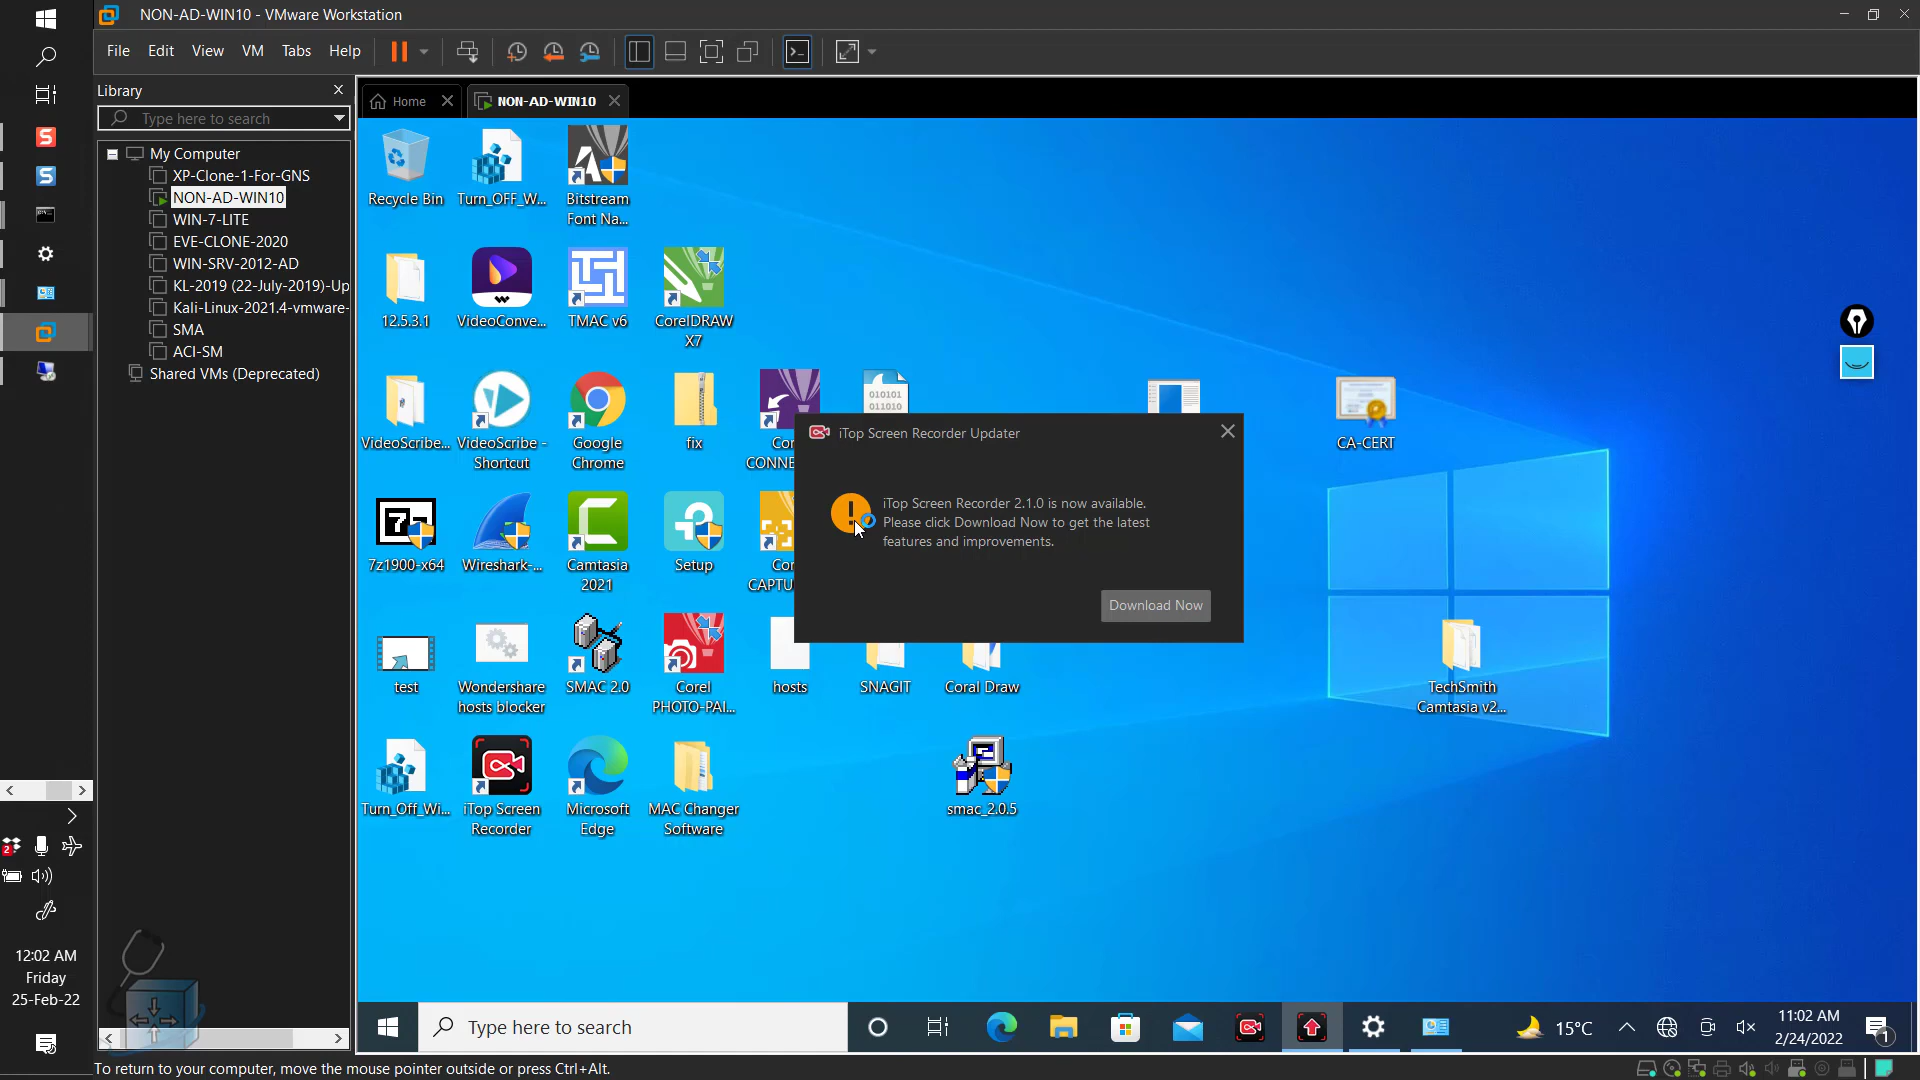 NON-AD-WIN10 - VMware Workstation
File Edit View VM Tabs Help
Library
Type here to search
My Computer
XP-Clone-1-For-GNS
NON-AD-WIN10
WIN-7-LITE
EVE-CLONE-2020
WIN-SRV-2012-AD
KL-2019 (22-July-2019)-Up
Kali-Linux-2021.4-vmware-
SMA
ACI-SM
Shared VMs (Deprecated)
Home
NON-AD-WIN10
Recycle Bin
Turn_OFF_W...
Bitstream
Font Na...
12.5.3.1
VideoConve...
TMAC v6
CorelDRAW
X7
VideoScribe...
VideoScribe -
Shortcut
Google
Chrome
fix
Cor
CONNE
010101
011010
CA-CERT
7z1900-x64
Wireshark-...
Camtasia
2021
Setup
Cor
CAPTU
iTop Screen Recorder Updater
iTop Screen Recorder 2.1.0 is now available.
Please click Download Now to get the latest
features and improvements.
Download Now
test
Wondershare
hosts blocker
SMAC 2.0
Corel
PHOTO-PAI...
hosts
SNAGIT
Coral Draw
TechSmith
Camtasia v2...
Turn_Off_Wi...
iTop Screen
Recorder
Microsoft
Edge
MAC Changer
Software
smac_2.0.5
2
12:02 AM
Friday
25-Feb-22
Type here to search
15°C
11:02 AM
2/24/2022
1
To return to your computer, move the mouse pointer outside or press Ctrl+Alt.